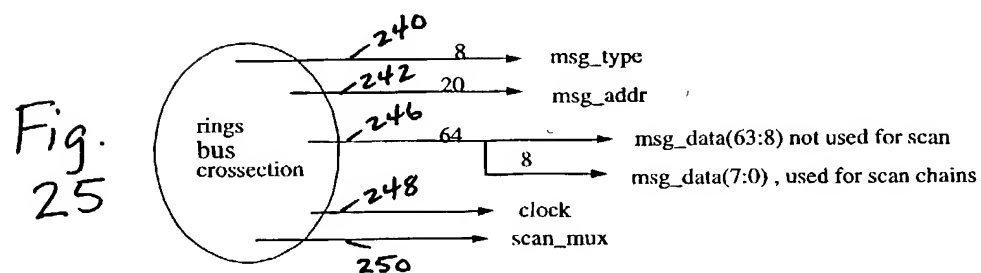 Fig.
25
240
8
msg_type
242
20
msg_addr
246
64
msg_data(63:8) not used for scan
8
msg_data(7:0) , used for scan chains
rings
bus
crossection
248
clock
scan_mux
250